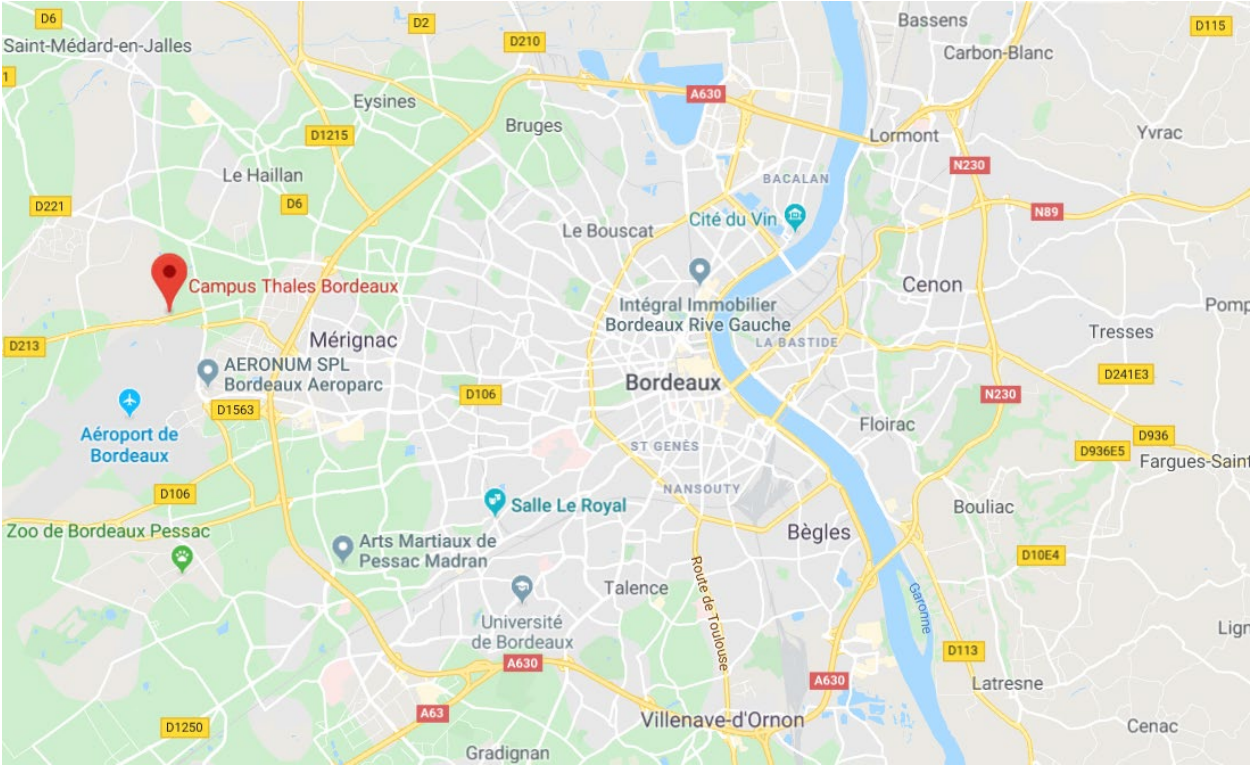 D6
D2
Bassens
D115
Saint-Médard-en-Jalles
D210
Carbon-Blanc
1
A630
Eysines
Bruges
D1215
Lormont
Yvrac
N230
Le Haillan
BACALAN
D6
D221
N89
Cité du Vin
Le Bouscat
Campus Thales Bordeaux
Cenon
Intégral Immobilier
Bordeaux Rive Gauche
Pomp
Mérignac
LA BASTIDE
Tresses
D213
AERONUM SPL
Bordeaux Aeroparc
D241E3
Bordeaux
D106
N230
D1563
Aéroport de
Bordeaux
Floirac
ST GENÈS
D936
D936E5
Fargues-Saint
D106
NANSOUTY
Salle Le Royal
Bouliac
Zoo de Bordeaux Pessac
Bègles
Arts Martiaux de
Pessac Madran
D10E4
Talence
Route de Toulouse
Garonne
Université
de Bordeaux
Lign
D113
A630
A630
Latresne
A63
Villenave-d'Ornon
D1250
Cenac
Gradignan